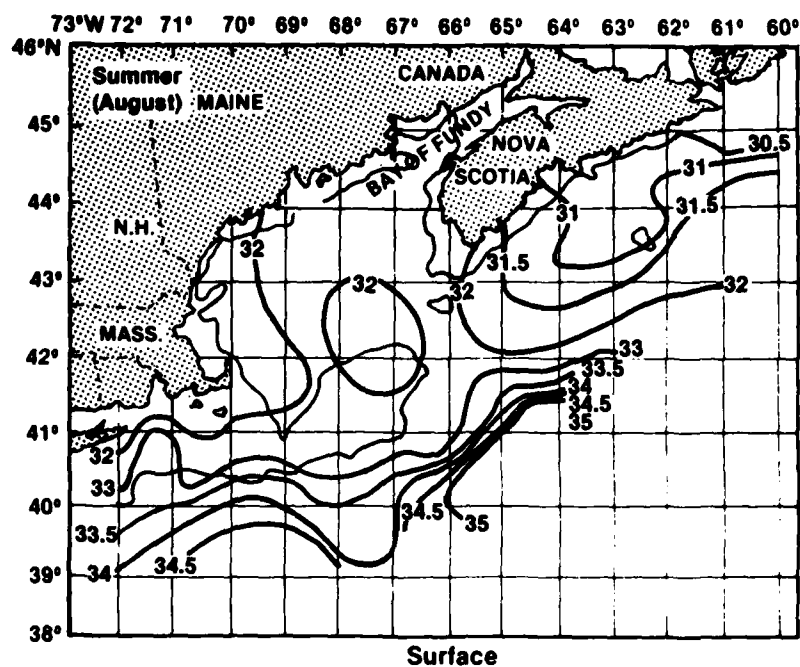 73°W 72° 71° 70° 69° 68° 67° 66° 65° 64° 63° 62° 61° 60°
46°N
Summer
(August)
CANADA
MAINE
45°
BAY OF FUNDY
NOVA
SCOTIA
30.5
31
31.5
44°
31
N.H.
32
31.5
43°
32
32
32
MASS.
42°
33
33.5
34
34.5
35
41°
32
33
40°
34.5
35
33.5
34
34.5
39°
38°
Surface